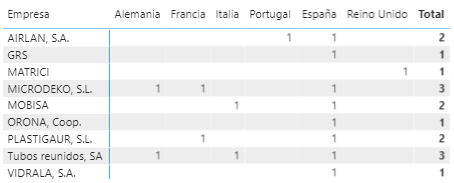 Empresa Alemania Francia Italia Portugal España Reino Unido Total
AIRLAN, S.A. 1 1 2
GRS 1 1
MATRICI 1 1
MICRODEKO, S.L. 1 1 1 3
MOBISA 1 1 2
ORONA, Coop. 1 1
PLASTIGAUR, S.L. 1 1 2
Tubos reunidos, SA 1 1 1 3
VIDRALA, S.A. 1 1